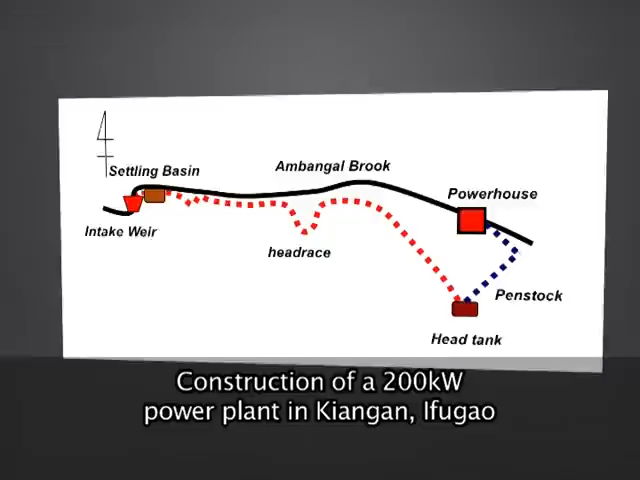 Settling Basin
Ambangal Brook
Powerhouse
Intake Weir
headrace
Penstock
Head tank
Construction of a 200kW
power plant in Kiangan, Ifugao